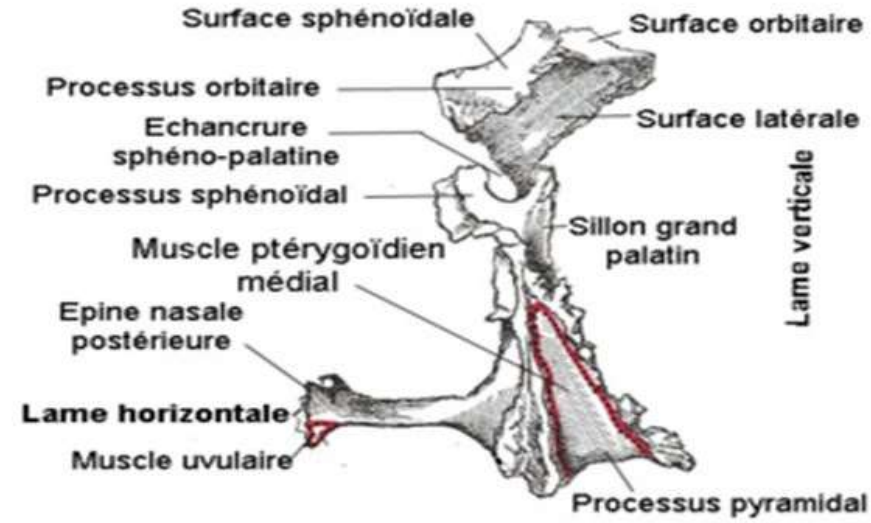 Surface sphénoïdale
Surface orbitaire
Processus orbitaire
Echancrure
sphéno-palatine
Surface latérale
Processus sphénoïdal
Sillon grand
palatin
Lame verticale
Muscle ptérygoïdien
médial
Epine nasale
postérieure
Lame horizontale
Muscle uvulaire
Processus pyramidal